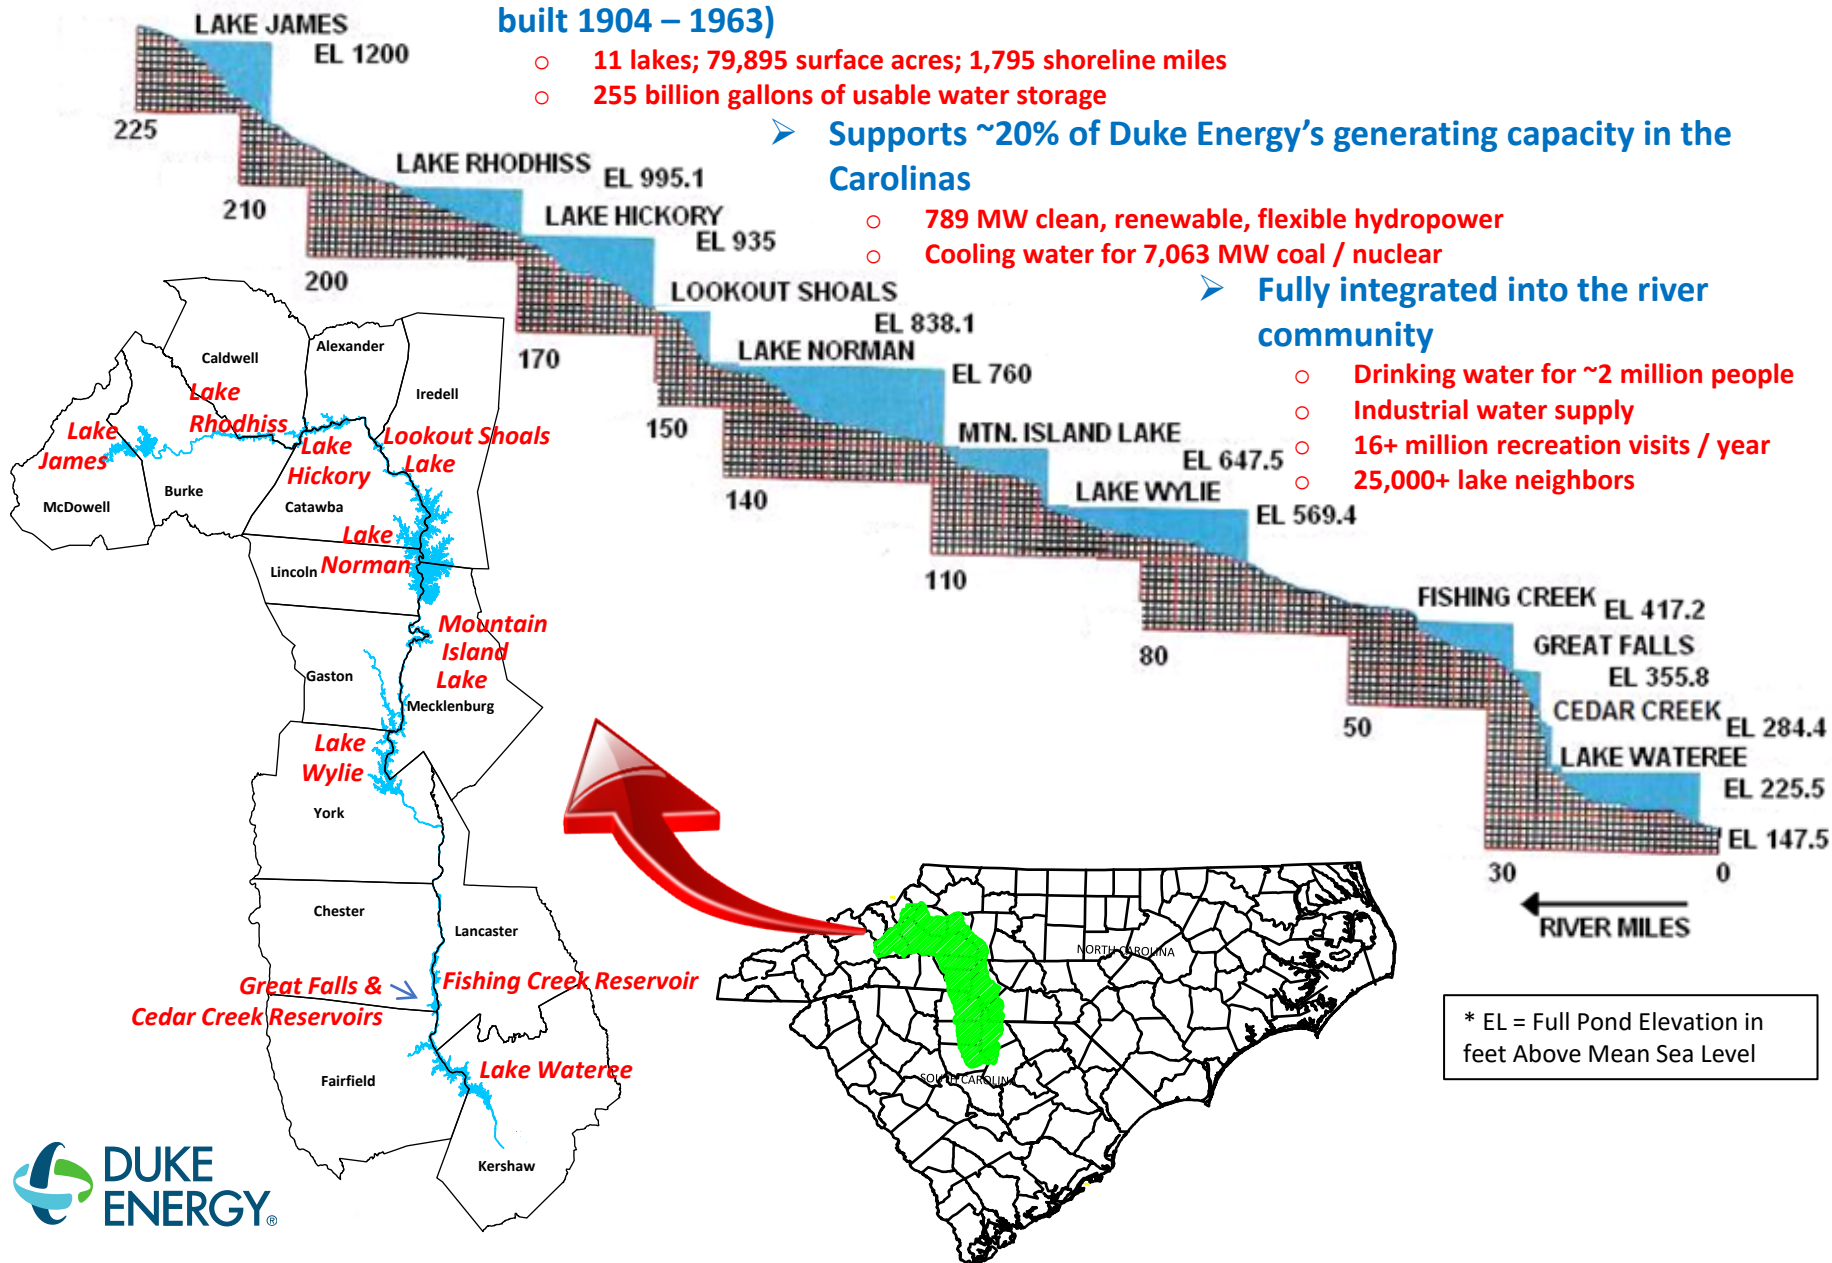 built 1904 – 1963)
○ 11 lakes; 79,895 surface acres; 1,795 shoreline miles
○ 255 billion gallons of usable water storage
➢ Supports ~20% of Duke Energy’s generating capacity in the
Carolinas
○ 789 MW clean, renewable, flexible hydropower
○ Cooling water for 7,063 MW coal / nuclear
➢ Fully integrated into the river
community
○ Drinking water for ~2 million people
○ Industrial water supply
○ 16+ million recreation visits / year
○ 25,000+ lake neighbors
LAKE JAMES
EL 1200
LAKE RHODHISS
EL 995.1
LAKE HICKORY
EL 935
LOOKOUT SHOALS
EL 838.1
LAKE NORMAN
EL 760
MTN. ISLAND LAKE
EL 647.5
LAKE WYLIE
EL 569.4
FISHING CREEK
EL 417.2
GREAT FALLS
EL 355.8
CEDAR CREEK
EL 284.4
LAKE WATEREE
EL 225.5
EL 147.5
225
210
200
170
150
140
110
80
50
30
0
RIVER MILES
Caldwell
Alexander
Iredell
Lake
Rhodhiss
Lake
James
Lake
Hickory
Lookout Shoals
Lake
McDowell
Burke
Catawba
Lake
Norman
Lincoln
Mountain
Island
Lake
Gaston
Mecklenburg
Lake
Wylie
York
Chester
Lancaster
Great Falls &
Cedar Creek Reservoirs
Fishing Creek Reservoir
Lake Wateree
Fairfield
Kershaw
NORTH CAROLINA
SOUTH CAROLINA
* EL = Full Pond Elevation in
feet Above Mean Sea Level
DUKE
ENERGY®